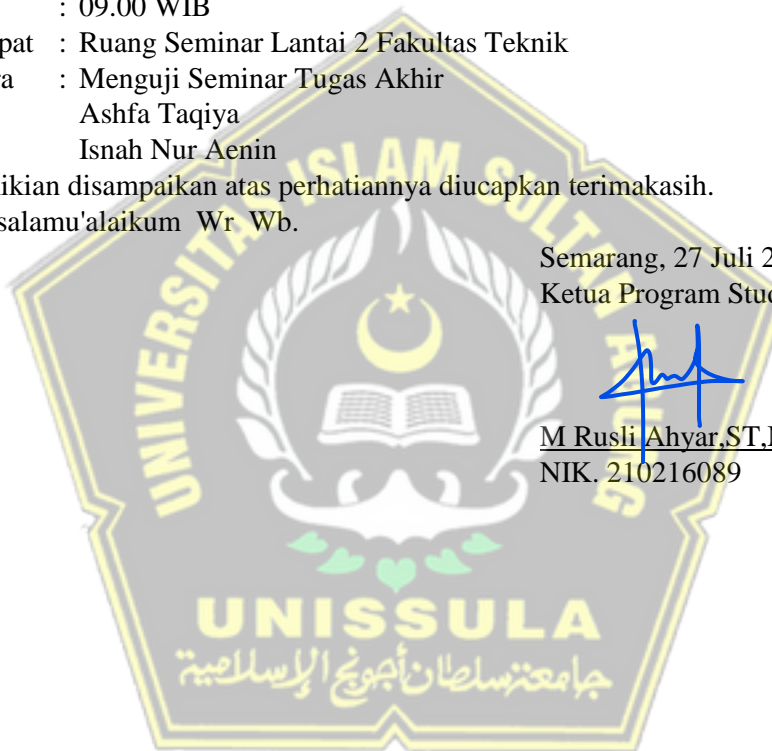 : 09.00 WIB
pat : Ruang Seminar Lantai 2 Fakultas Teknik
ra : Menguji Seminar Tugas Akhir
Ashfa Taqiya
Isnah Nur Aenin
ikian disampaikan atas perhatiannya diucapkan terimakasih.
salamu'alaikum Wr Wb.
Semarang, 27 Juli 2
Ketua Program Stud
M Rusli Ahyar,ST,
NIK. 210216089
UNIVERSITAS ISLAM SULTAN AGUNG
UNISSULA
جامعة سلطان أجونج الإسلامية